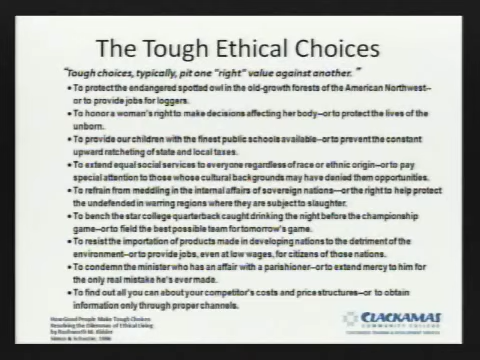 The Tough Ethical Choices
"Tough choices, typically, pit one "right" value against another. "
• To protect the endangered spotted owl in the old-growth forests of the American Northwest--
or to provide jobs for loggers.
• To honor a woman's right to make decisions affecting her body--or to protect the lives of the
unborn.
• To provide our children with the finest public schools available--or to prevent the constant
upward ratcheting of state and local taxes.
• To extend equal social services to everyone regardless of race or ethnic origin--or to pay
special attention to those whose cultural backgrounds may have denied them opportunities.
• To refrain from meddling in the internal affairs of sovereign nations--or the right to help protect
the undefended in warring regions where they are subject to slaughter.
• To bench the star college quarterback caught drinking the night before the championship
game--or to field the best possible team for tomorrow's game.
• To resist the importation of products made in developing nations to the detriment of the
environment--or to provide jobs, even at low wages, for citizens of those nations.
• To condemn the minister who has an affair with a parishioner--or to extend mercy to him for
the only real mistake he's ever made.
• To find out all you can about your competitor's costs and price structures--or to obtain
information only through proper channels.
How Good People Make Tough Choices:
Resolving the Dilemmas of Ethical Living
by Rushworth M. Kidder
Simon & Schuster, 1996
CLACKAMAS
COMMUNITY COLLEGE